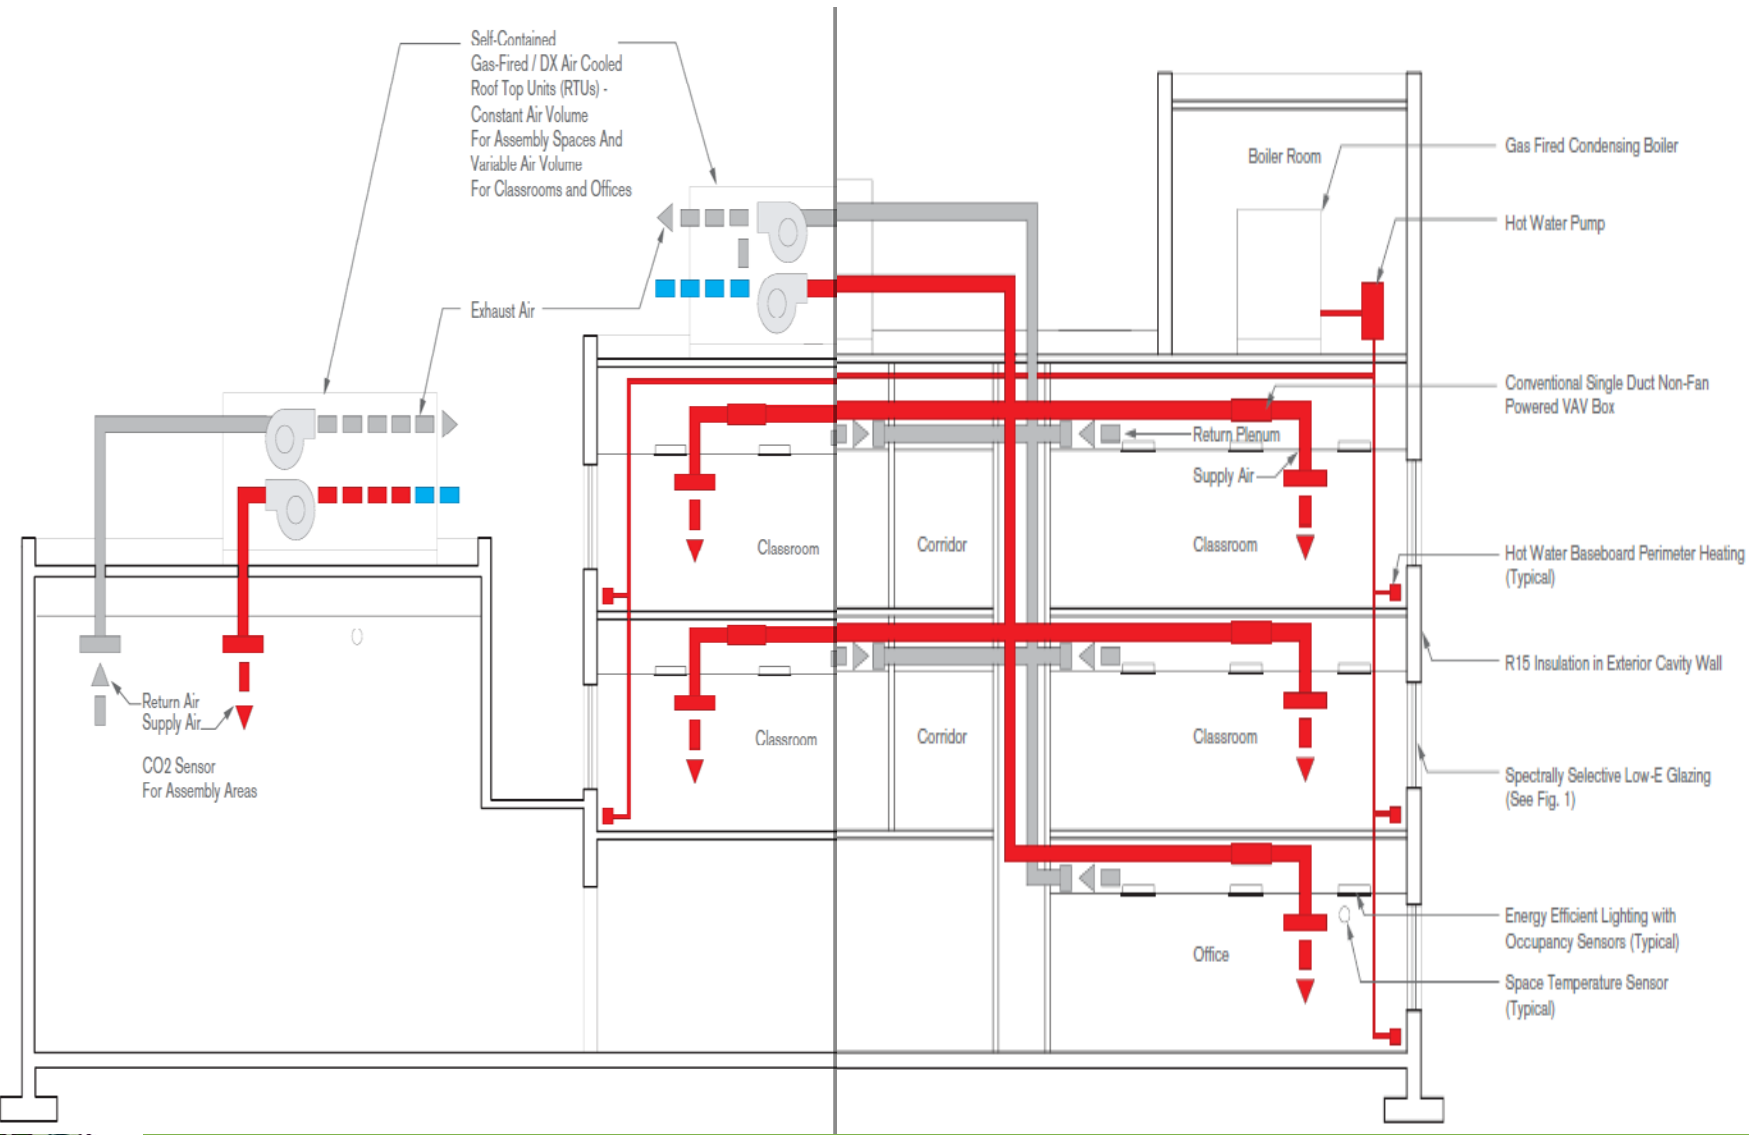 Self-Contained
Gas-Fired / DX Air Cooled
Roof Top Units (RTUs) -
Constant Air Volume
For Assembly Spaces And
Variable Air Volume
For Classrooms and Offices
Exhaust Air
Return Air
Supply Air
CO2 Sensor
For Assembly Areas
Classroom
Classroom
Corridor
Corridor
Boiler Room
Return Plenum
Supply Air
Classroom
Classroom
Office
Gas Fired Condensing Boiler
Hot Water Pump
Conventional Single Duct Non-Fan
Powered VAV Box
Hot Water Baseboard Perimeter Heating
(Typical)
R15 Insulation in Exterior Cavity Wall
Spectrally Selective Low-E Glazing
(See Fig. 1)
Energy Efficient Lighting with
Occupancy Sensors (Typical)
Space Temperature Sensor
(Typical)